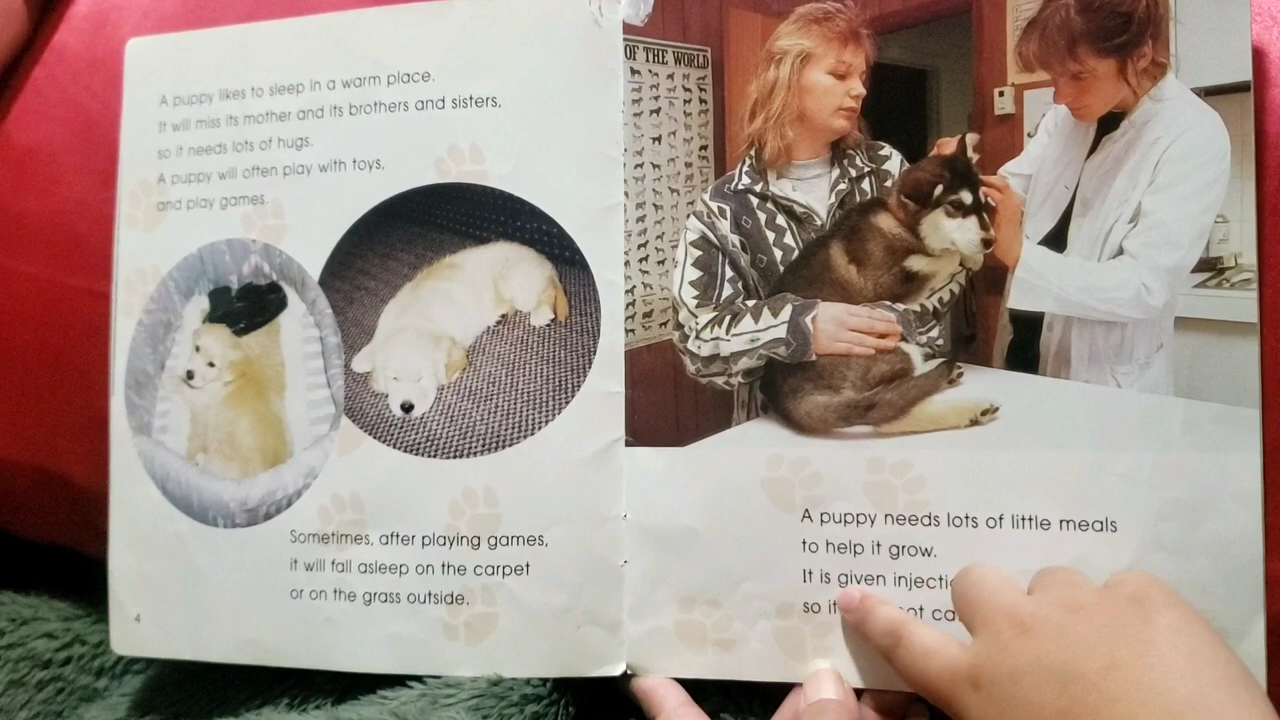 A puppy likes to sleep in a warm place.
It will miss its mother and its brothers and sisters,
so it needs lots of hugs.
A puppy will often play with toys,
and play games.
Sometimes, after playing games,
it will fall asleep on the carpet
or on the grass outside.
4
OF THE WORLD
A puppy needs lots of little meals
to help it grow.
It is given
so it